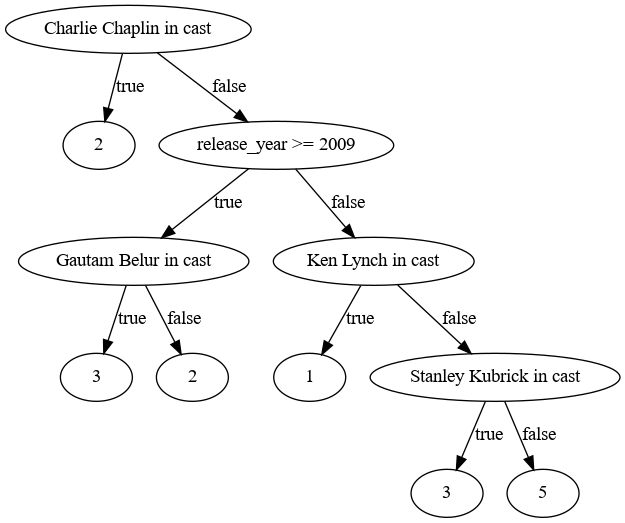 Charlie Chaplin in cast
true
false
2
release_year >= 2009
true
false
Gautam Belur in cast
Ken Lynch in cast
true
false
true
false
3
2
1
Stanley Kubrick in cast
true
false
3
5